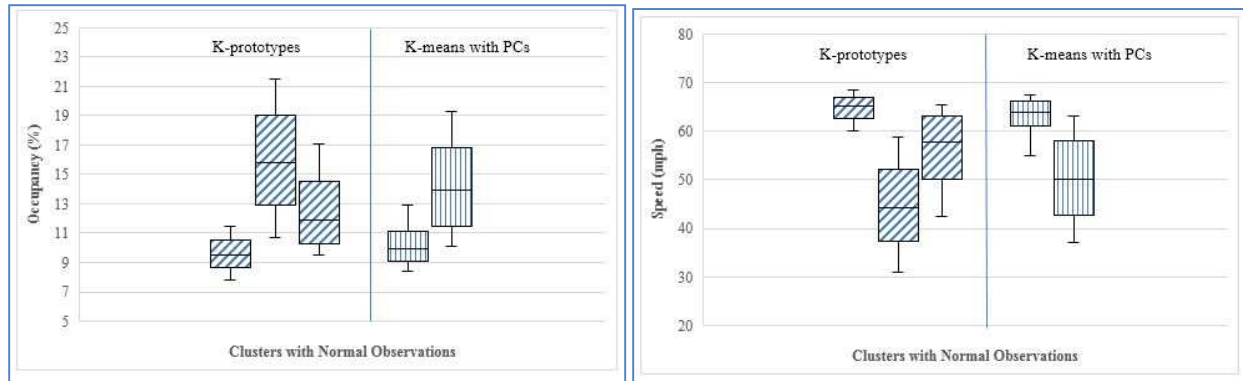 25
23
21
19
17
15
13
11
9
7
5
Occupancy (%)
K-prototypes
K-means with PCs
Clusters with Normal Observations
80
70
60
50
40
30
20
Speed (mph)
K-prototypes
K-means with PCs
Clusters with Normal Observations